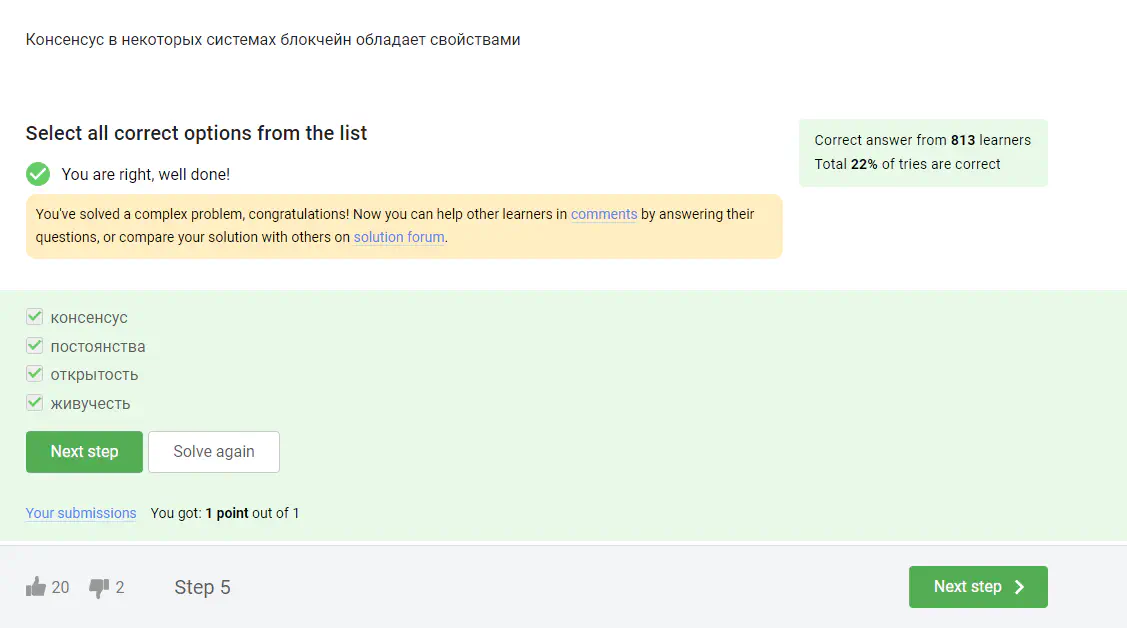 Консенсус в некоторых системах блокчейн обладает свойствами
Select all correct options from the list
You are right, well done!
You've solved a complex problem, congratulations! Now you can help other learners in comments by answering their
questions, or compare your solution with others on solution forum.
Correct answer from 813 learners
Total 22% of tries are correct
консенсус
постоянства
открытость
живучесть
Next step
Solve again
Your submissions You got: 1 point out of 1
20 2 Step 5 Next step